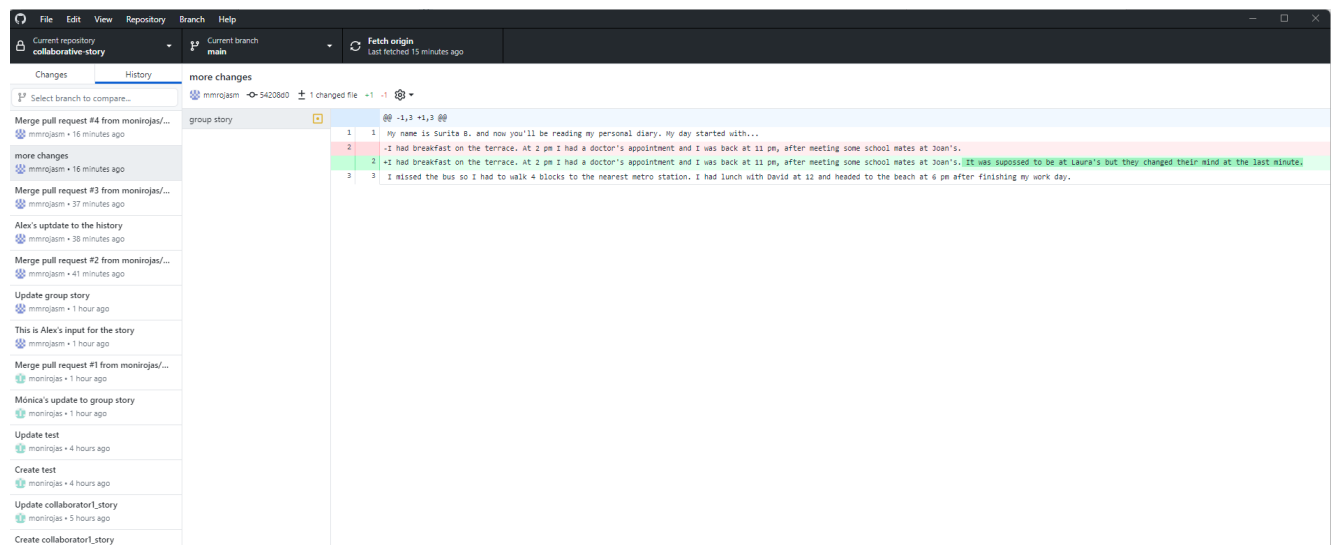 File Edit View Repository Branch Help
Current repository
collaborative-story
Current branch
main
Fetch origin
Last fetched 15 minutes ago
Changes History
Select branch to compare...
Merge pull request #4 from monirojas/...
mmrojasm • 16 minutes ago
more changes
mmrojasm • 16 minutes ago
Merge pull request #3 from monirojas/...
mmrojasm • 37 minutes ago
Alex's uptdate to the history
mmrojasm • 38 minutes ago
Merge pull request #2 from monirojas/...
mmrojasm • 41 minutes ago
Update group story
mmrojasm • 1 hour ago
This is Alex's input for the story
mmrojasm • 1 hour ago
Merge pull request #1 from monirojas/...
monirojas • 1 hour ago
Mónica's update to group story
monirojas • 1 hour ago
Update test
monirojas • 4 hours ago
Create test
monirojas • 4 hours ago
Update collaborator1_story
monirojas • 5 hours ago
Create collaborator1_story
more changes
mmrojasm 54208d0 1 changed file +1 -1
group story
@@ -1,3 +1,3 @@
1 1 My name is Surita B. and now you'll be reading my personal diary. My day started with...
2 -I had breakfast on the terrace. At 2 pm I had a doctor's appointment and I was back at 11 pm, after meeting some school mates at Joan's.
2 +I had breakfast on the terrace. At 2 pm I had a doctor's appointment and I was back at 11 pm, after meeting some school mates at Joan's. It was supossed to be at Laura's but they changed their mind at the last minute.
3 3 I missed the bus so I had to walk 4 blocks to the nearest metro station. I had lunch with David at 12 and headed to the beach at 6 pm after finishing my work day.